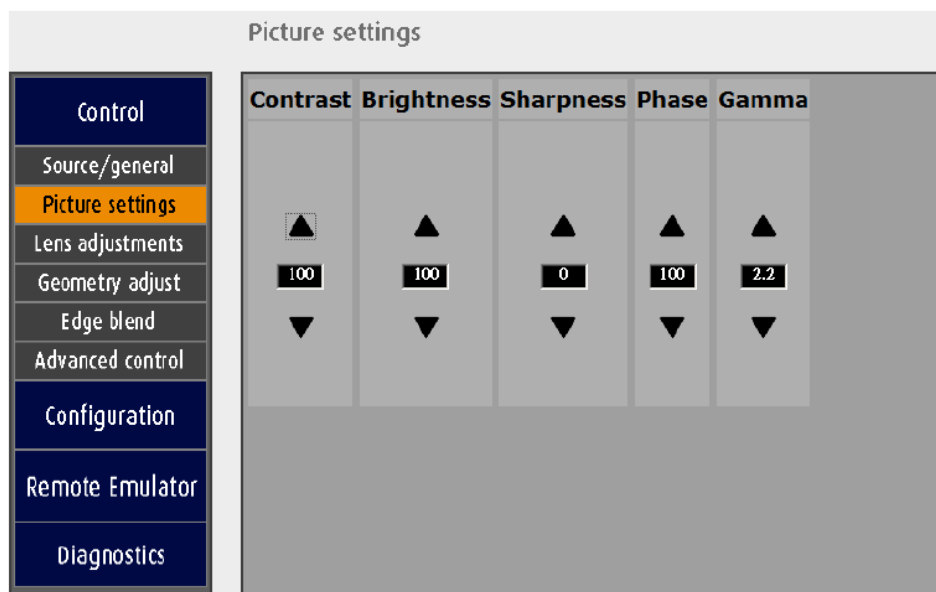 Picture settings
Control
Source/general
Picture settings
Lens adjustments
Geometry adjust
Edge blend
Advanced control
Configuration
Remote Emulator
Diagnostics
Contrast Brightness Sharpness Phase Gamma
100 100 0 100 2.2